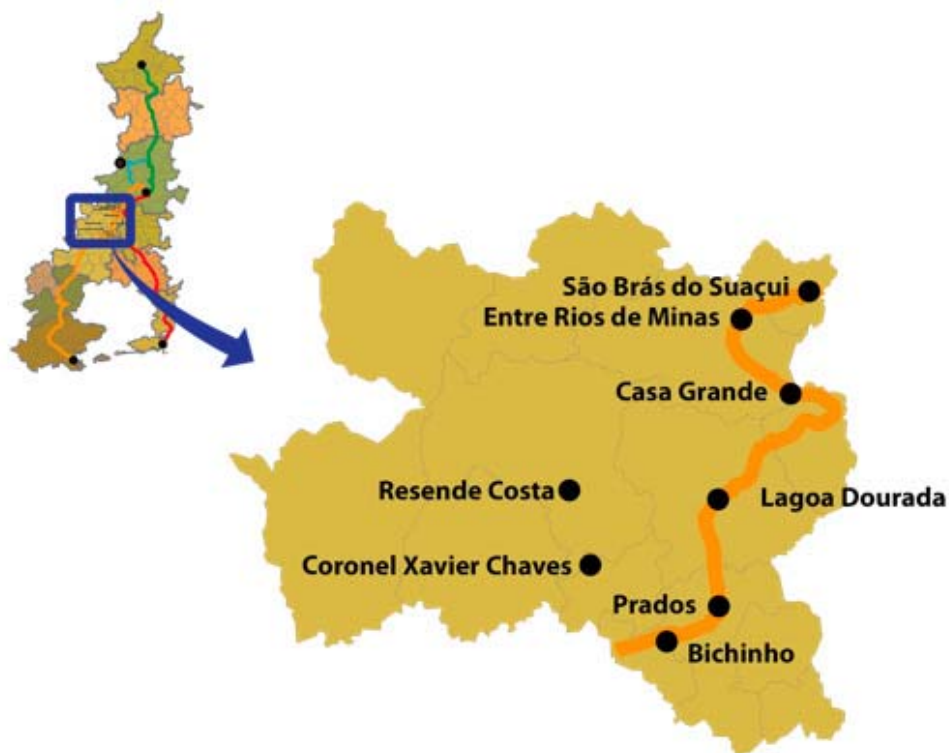 São Brás do Suaçui
Entre Rios de Minas
Casa Grande
Resende Costa
Lagoa Dourada
Coronel Xavier Chaves
Prados
Bichinho